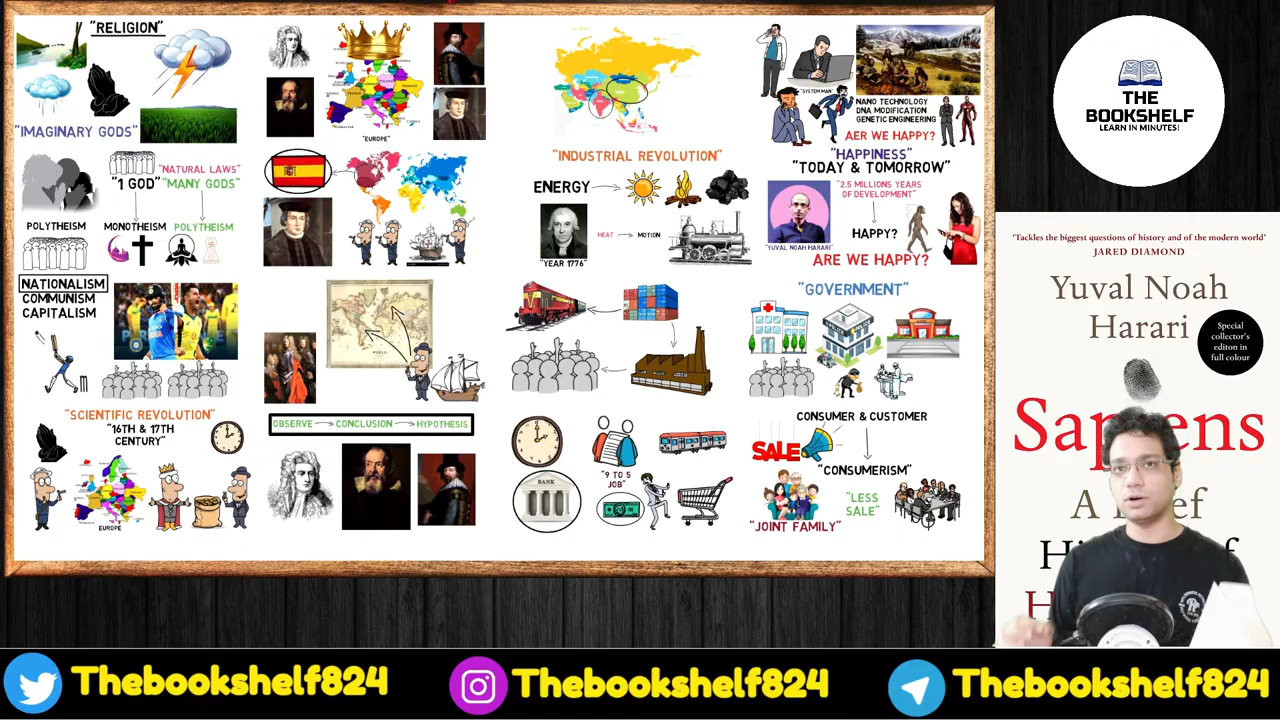 "RELIGION"
"IMAGINARY GODS"
"1 GOD"
"NATURAL LAWS"
"MANY GODS"
POLYTHEISM
MONOTHEISM
POLYTHEISM
NATIONALISM
COMMUNISM
CAPITALISM
"SCIENTIFIC REVOLUTION"
"16TH & 17TH
CENTURY"
EUROPE
"EUROPE"
OBSERVE
CONCLUSION
HYPOTHESIS
"INDUSTRIAL REVOLUTION"
ENERGY
HEAT
MOTION
"YEAR 1776"
BANK
"9 TO 5
JOB"
"SYSTEM MAN"
NANO TECHNOLOGY
DNA MODIFICATION
GENETIC ENGINEERING
AER WE HAPPY?
"HAPPINESS"
"TODAY & TOMORROW"
"2.5 MILLIONS YEARS
OF DEVELOPMENT"
HAPPY?
"YUVAL NOAH HARARI"
ARE WE HAPPY?
"GOVERNMENT"
CONSUMER & CUSTOMER
SALE
"CONSUMERISM"
"LESS
SALE"
"JOINT FAMILY"
THE
BOOKSHELF
LEARN IN MINUTES!
'Tackles the biggest questions of history and of the modern world'
JARED DIAMOND
Yuval Noah
Harari
Special
collector's
editon in
full colour
Thebookshelf824
Thebookshelf824
Thebookshelf824